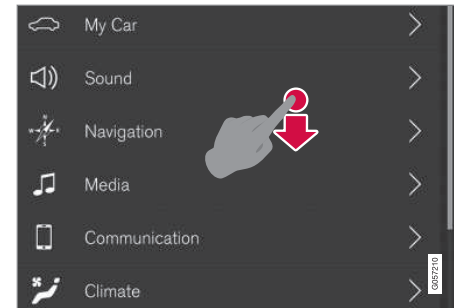 My Car
Sound
Navigation
Media
Communication
Climate
G057210